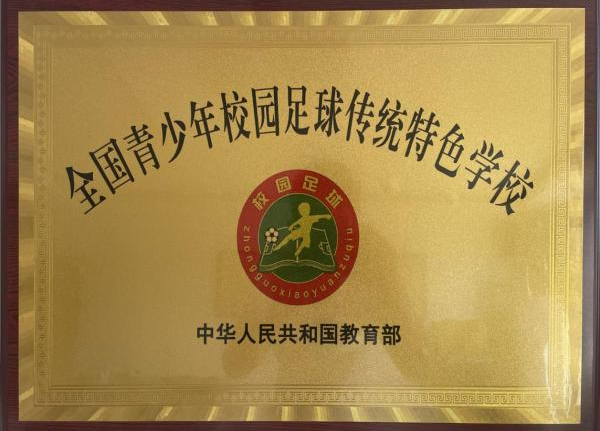 全国青少年校园足球传统特色学校
校园足球
zhongguoxiaoyuanzuqiu
中华人民共和国教育部